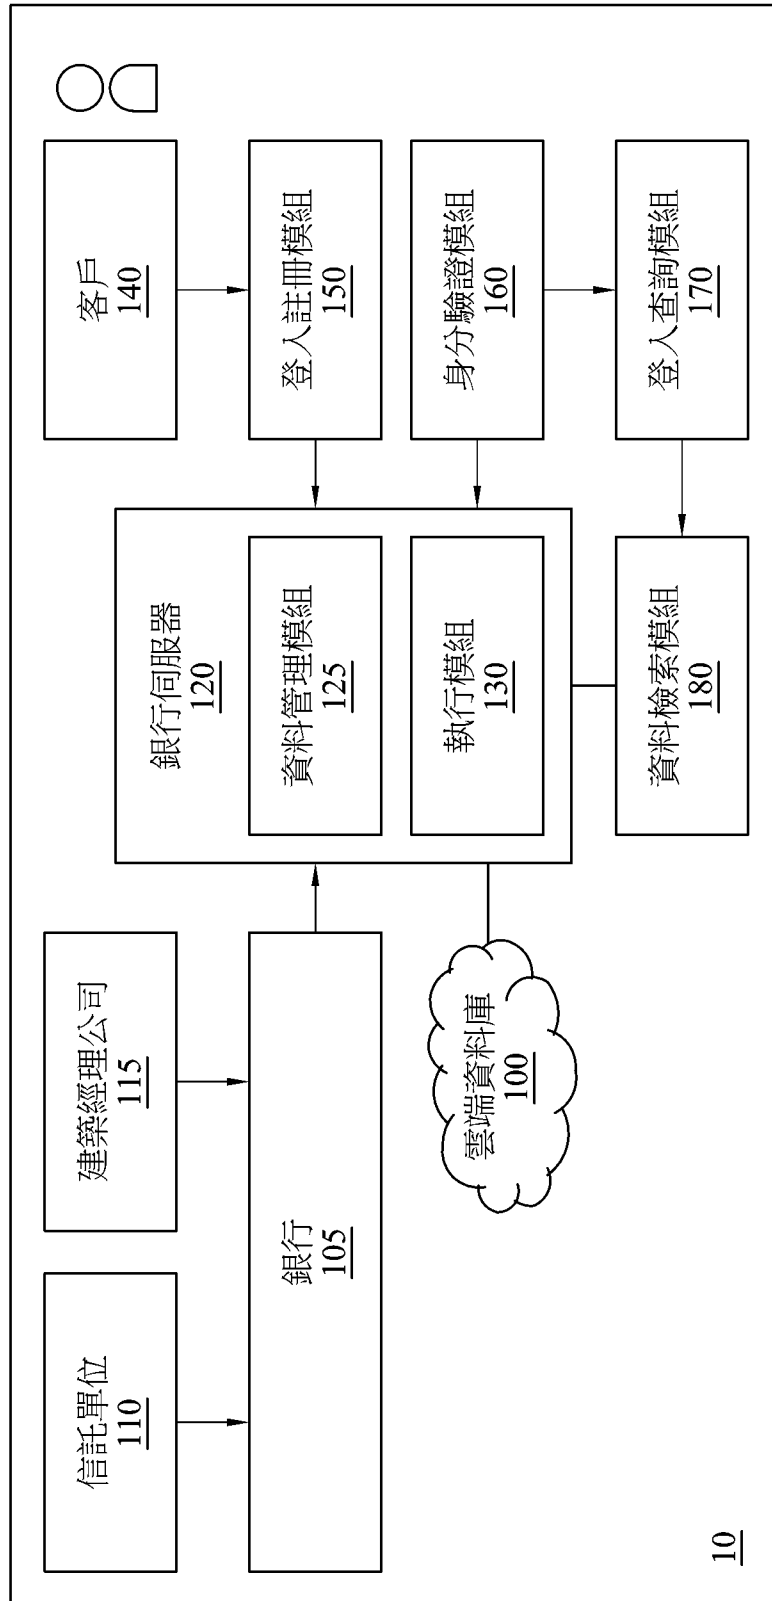 信託單位
110
建築經理公司
115
銀行
105
銀行伺服器
120
資料管理模組
125
執行模組
130
雲端資料庫
100
客戶
140
登入註冊模組
150
身分驗證模組
160
登入查詢模組
170
資料檢索模組
180
10